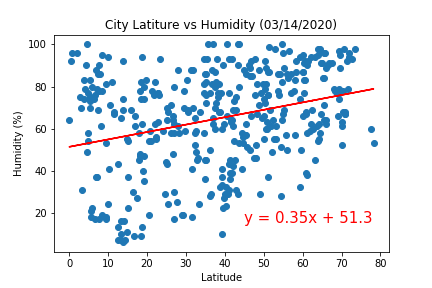 City Latiture vs Humidity (03/14/2020)
100
80
60
40
20
Humidity (%)
y = 0.35x + 51.3
0 10 20 30 40 50 60 70 80
Latitude